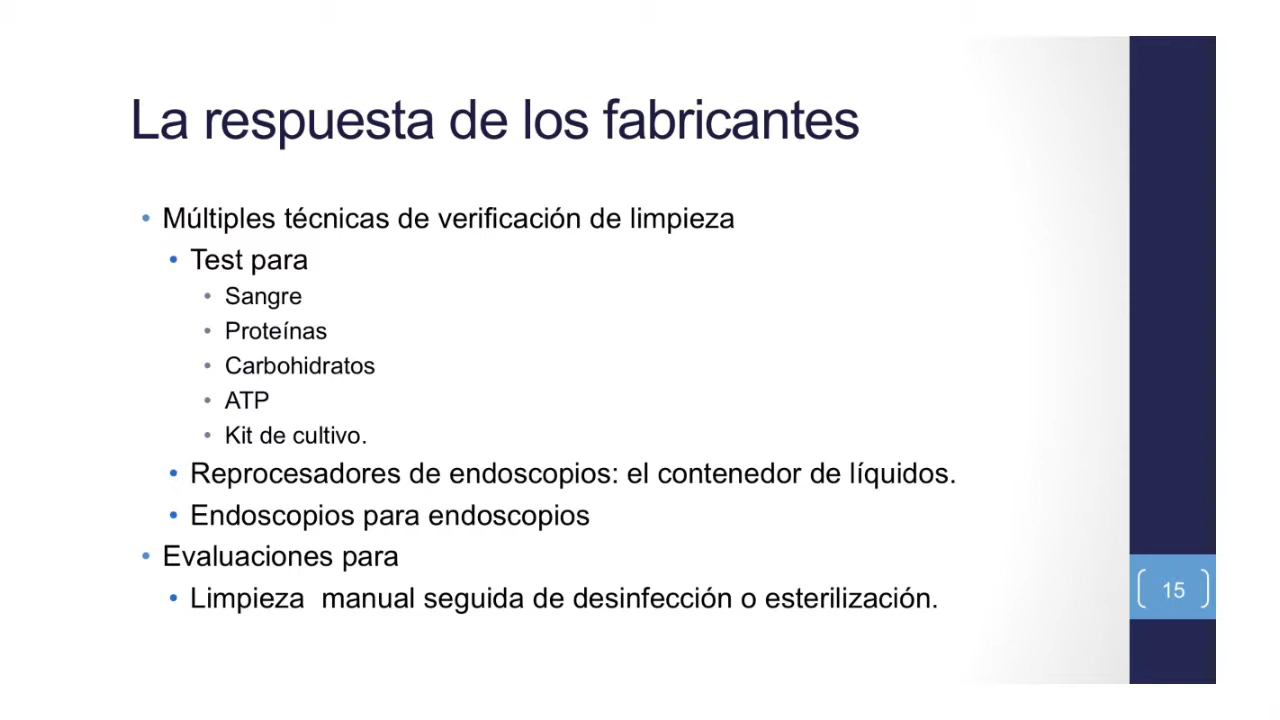 La respuesta de los fabricantes
• Múltiples técnicas de verificación de limpieza
• Test para
• Sangre
• Proteínas
• Carbohidratos
• ATP
• Kit de cultivo.
• Reprocesadores de endoscopios: el contenedor de líquidos.
• Endoscopios para endoscopios
• Evaluaciones para
• Limpieza  manual seguida de desinfección o esterilización.
15